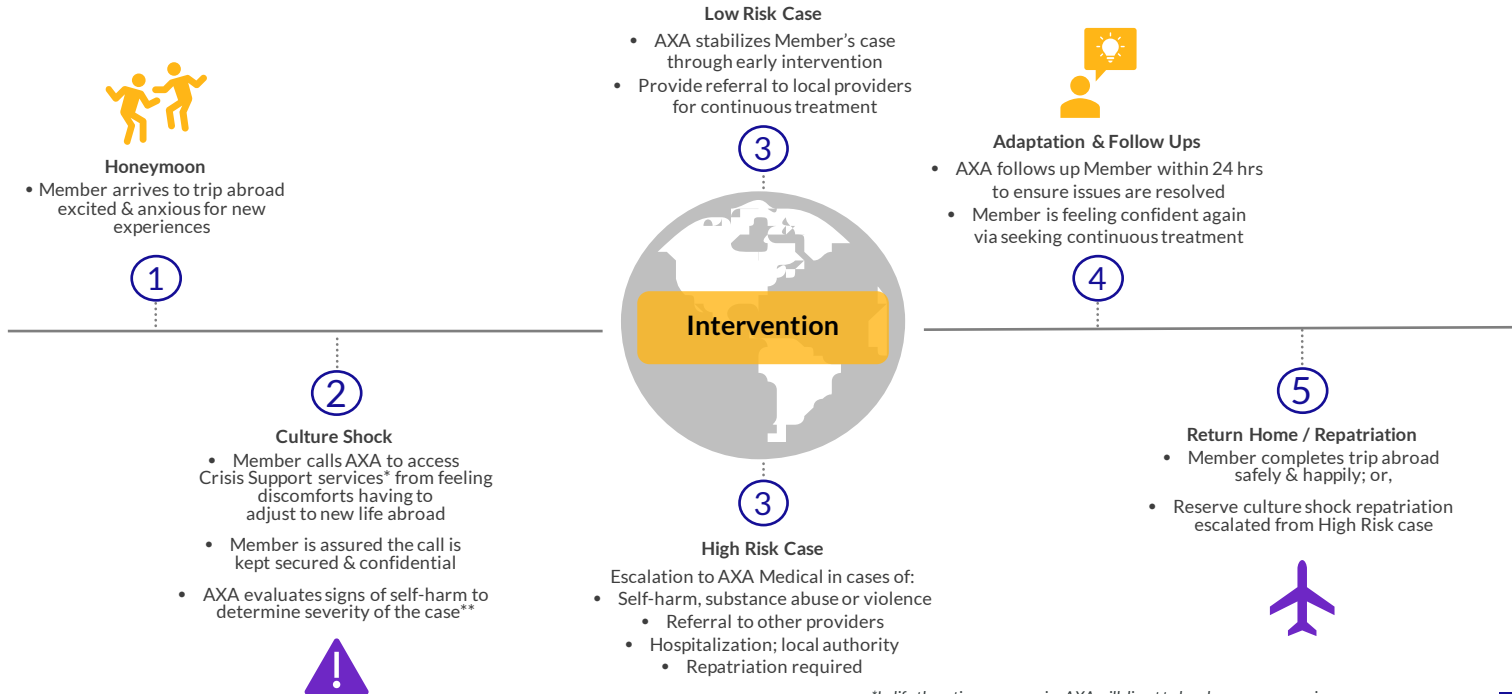 Honeymoon
• Member arrives to trip abroad
excited & anxious for new
experiences
1
2
Culture Shock
• Member calls AXA to access
Crisis Support services* from feeling
discomforts having to
adjust to new life abroad
• Member is assured the call is
kept secured & confidential
• AXA evaluates signs of self-harm to
determine severity of the case**
Low Risk Case
• AXA stabilizes Member's case
through early intervention
• Provide referral to local providers
for continuous treatment
3
Intervention
3
High Risk Case
Escalation to AXA Medical in cases of:
• Self-harm, substance abuse or violence
• Referral to other providers
• Hospitalization; local authority
• Repatriation required
Adaptation & Follow Ups
• AXA follows up Member within 24 hrs
to ensure issues are resolved
• Member is feeling confident again
via seeking continuous treatment
4
5
Return Home / Repatriation
• Member completes trip abroad
safely & happily; or,
• Reserve culture shock repatriation
escalated from High Risk case